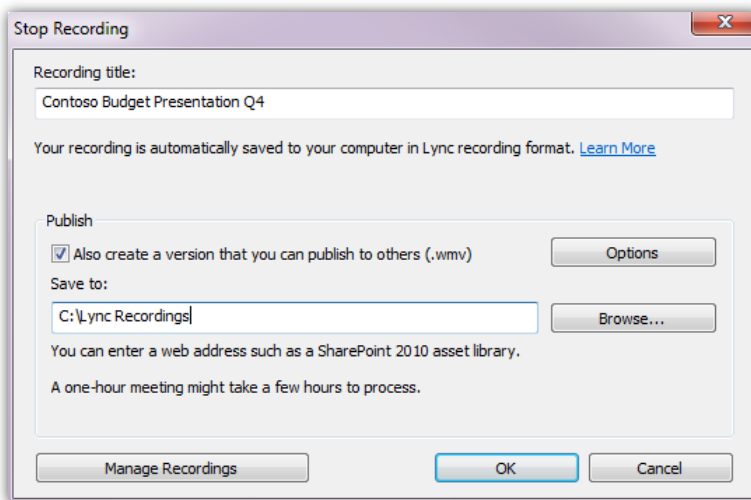 Stop Recording
Recording title:
Contoso Budget Presentation Q4
Your recording is automatically saved to your computer in Lync recording format. Learn More
Publish
Also create a version that you can publish to others (.wmv)
Options
Save to:
C:\Lync Recordings
Browse...
You can enter a web address such as a SharePoint 2010 asset library.
A one-hour meeting might take a few hours to process.
Manage Recordings
OK
Cancel